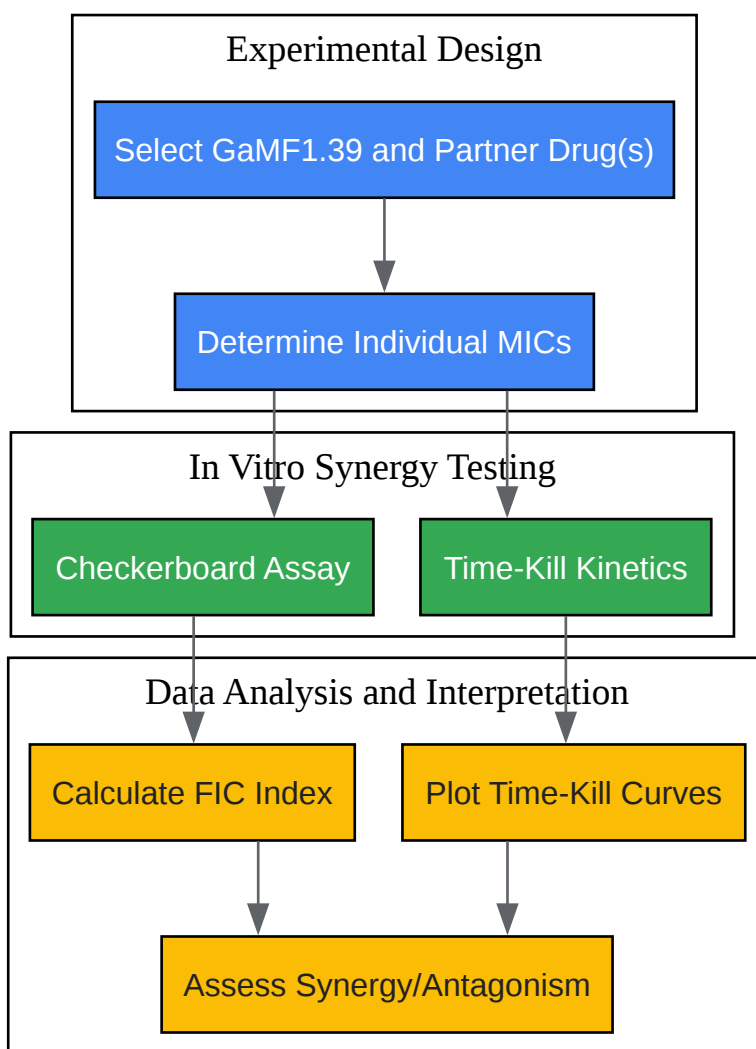 Experimental Design
Select GaMF1.39 and Partner Drug(s)
Determine Individual MICs
In Vitro Synergy Testing
Checkerboard Assay
Time-Kill Kinetics
Data Analysis and Interpretation
Calculate FIC Index
Plot Time-Kill Curves
Assess Synergy/Antagonism